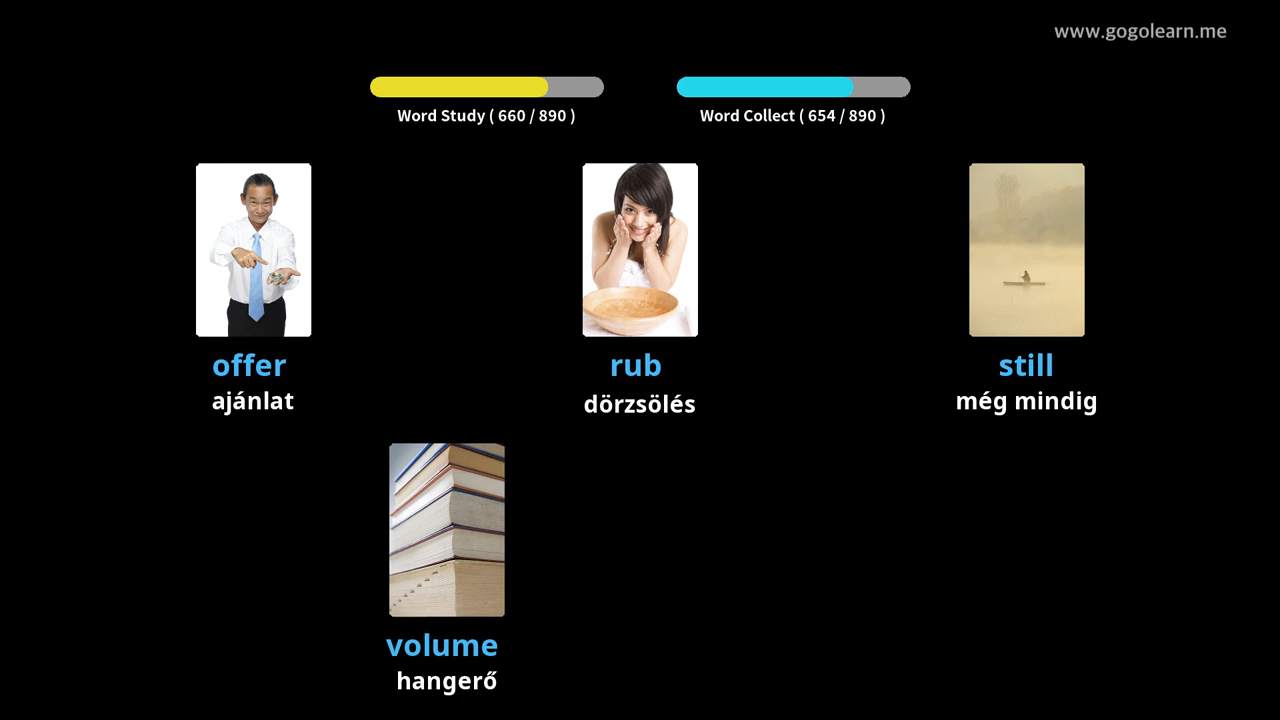 www.gogolearn.me
Word Study ( 660 / 890 )
Word Collect ( 654 / 890 )
offer
ajánlat
rub
dörzsölés
still
még mindig
volume
hangerő